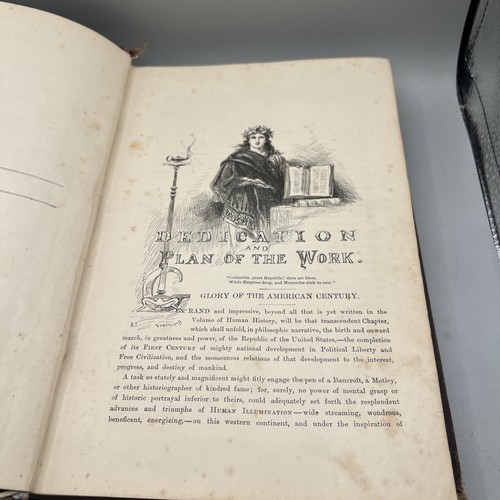 DEDICATION
AND
PLAN OF THE WORK.
"Columbia, great Republic! thou art blest,
While Empires drop, and Monarchs sink to rest."
GLORY OF THE AMERICAN CENTURY.
GRAND and impressive, beyond all that is yet written in the
Volume of Human History, will be that transcendent Chapter,
which shall unfold, in philosophic narrative, the birth and onward
march, in greatness and power, of the Republic of the United States,—the completion
of its FIRST CENTURY of mighty national development in Political Liberty and
Free Civilization, and the momentous relations of that development to the interest,
progress, and destiny of mankind.
A task so stately and magnificent might fitly engage the pen of a Bancroft, a Motley,
or other historiographer of kindred fame; for, surely, no power of mental grasp or
of historic portrayal inferior to theirs, could adequately set forth the resplendent
advances and triumphs of HUMAN ILLUMINATION—wide streaming, wondrous,
beneficent, energizing,—on this western continent, and under the inspiration of